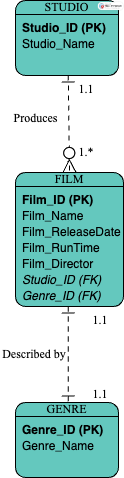 STUDIO
Studio_ID (PK)
Studio_Name
1.1
Produces
1.*
FILM
Film_ID (PK)
Film_Name
Film_ReleaseDate
Film_RunTime
Film_Director
Studio_ID (FK)
Genre_ID (FK)
1.1
Described by
1.1
GENRE
Genre_ID (PK)
Genre_Name